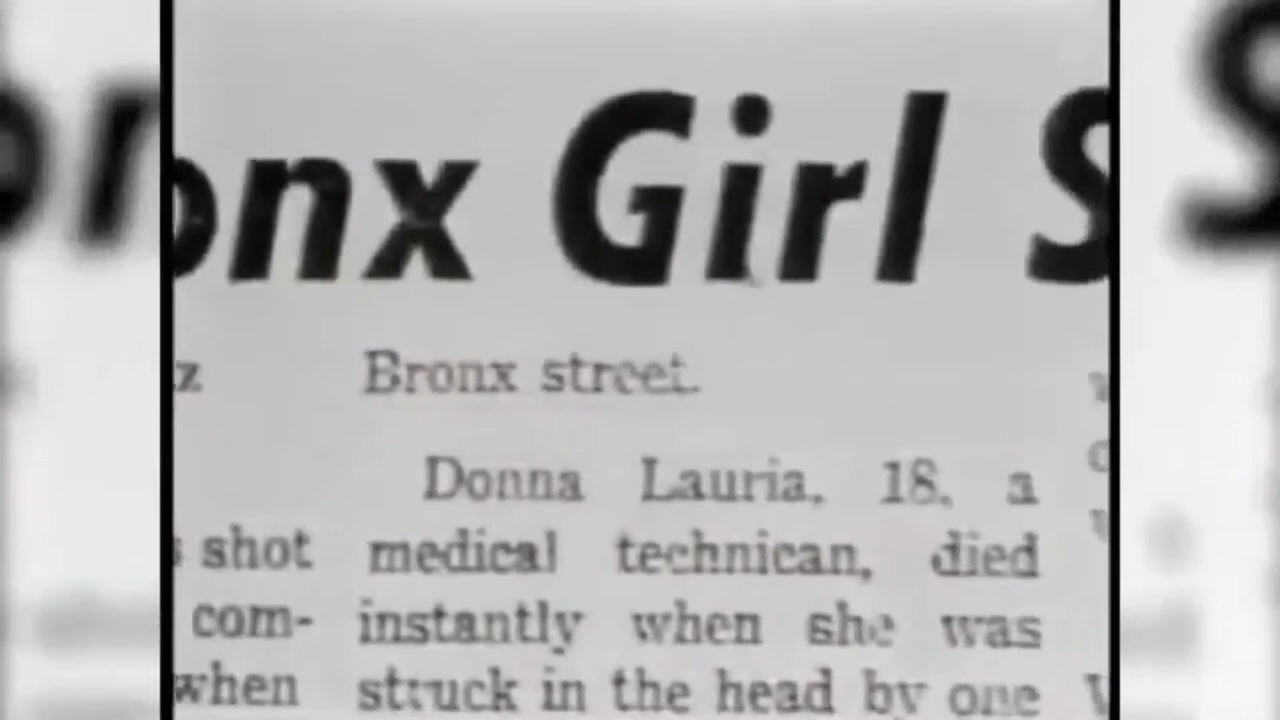 onx Girl S
z
shot
com-
when
Bronx street.
Donna Lauria, 18, a
medical technican, died
instantly when she was
struck in the head by one